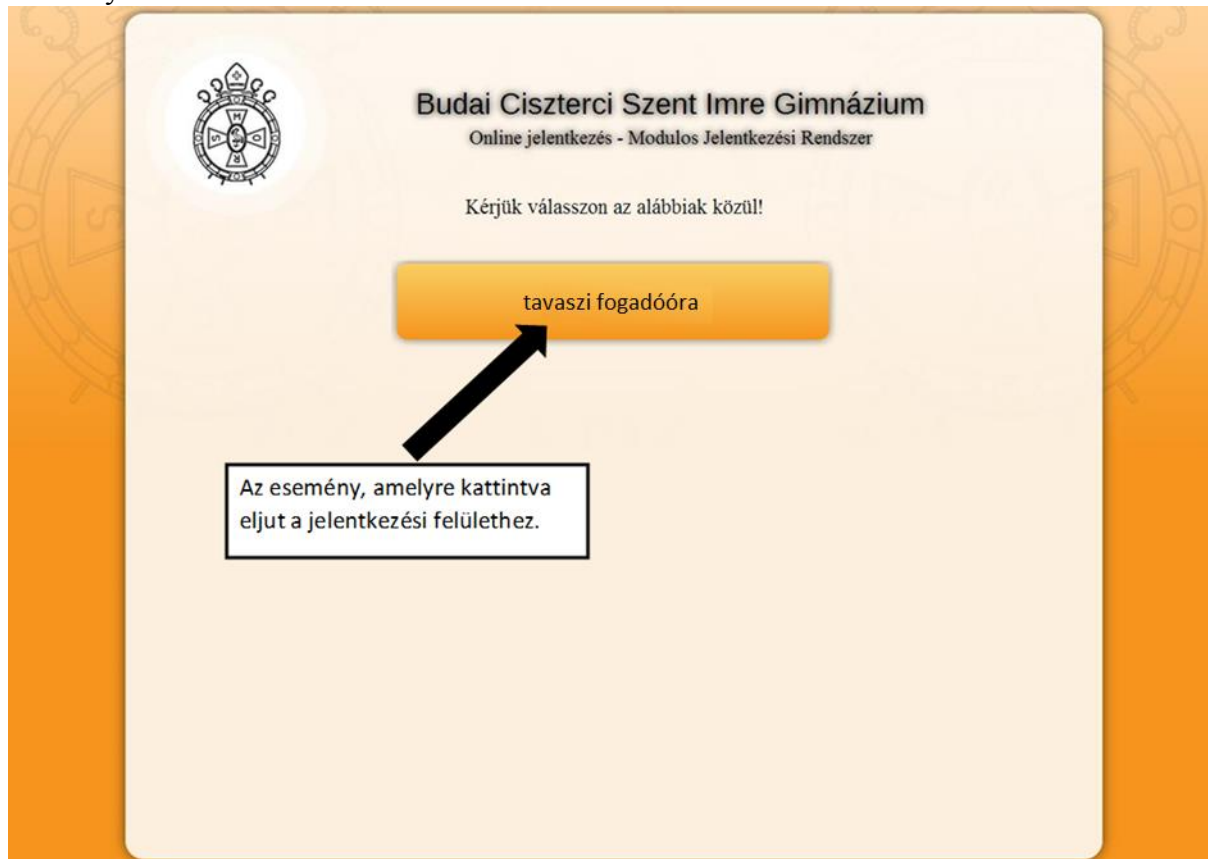 Budai Ciszterci Szent Imre Gimnázium
Online jelentkezés - Modulos Jelentkezési Rendszer
Kérjük válasszon az alábbiak közül!
tavaszi fogadóóra
Az esemény, amelyre kattintva
eljut a jelentkezési felülethez.